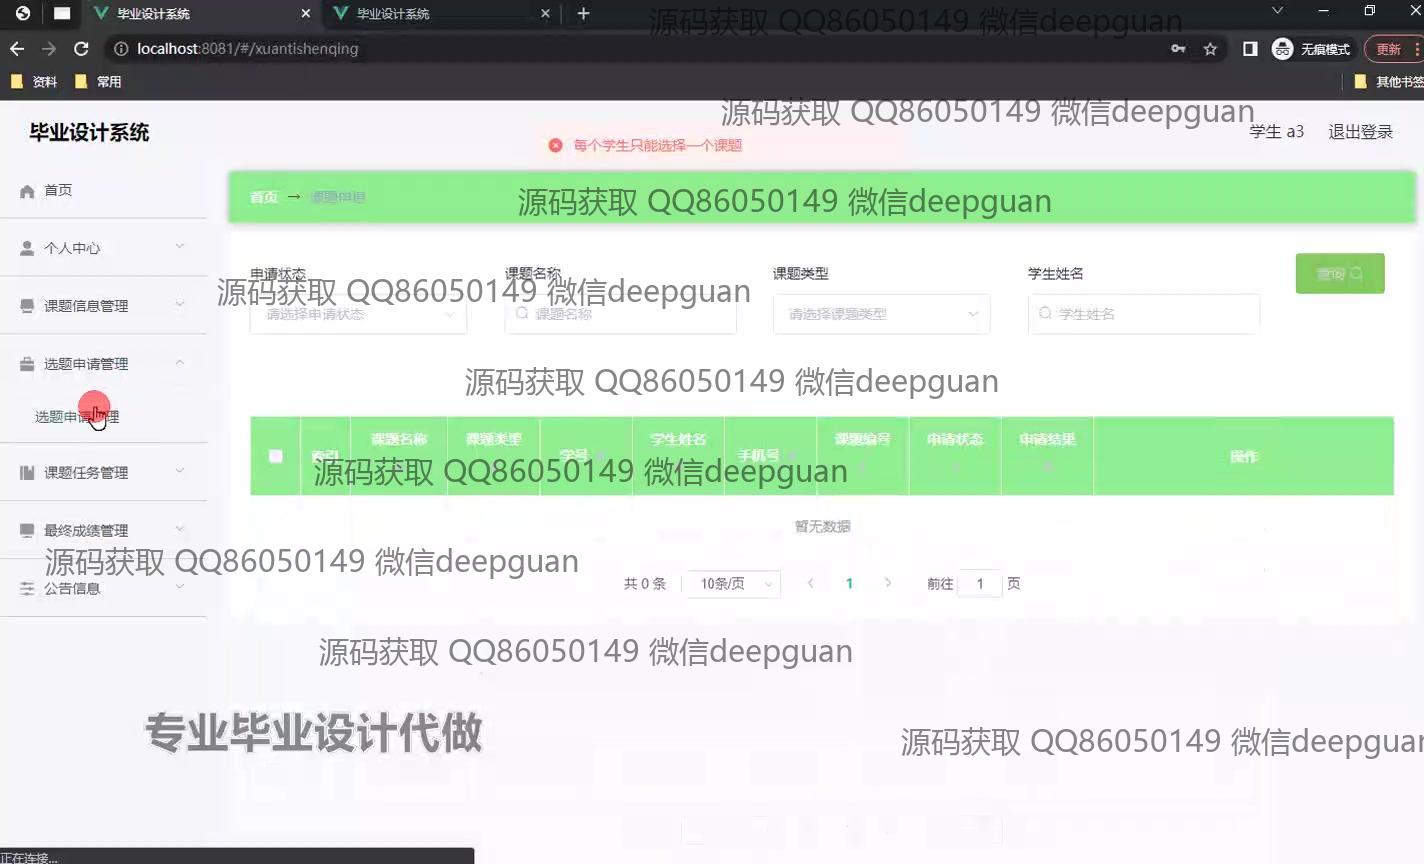 毕业设计系统
毕业设计系统
localhost:8081/#/xuantishenqing
无痕模式
更新
资料
常用
其他书签
源码获取 QQ86050149 微信deepguan
源码获取 QQ86050149 微信deepguan
毕业设计系统
每个学生只能选择一个课题
学生 a3
退出登录
首页
个人中心
课题信息管理
选题申请管理
选题申请管理
课题任务管理
最终成绩管理
公告信息
首页 → 课题申请
源码获取 QQ86050149 微信deepguan
申请状态
课题名称
课题类型
学生姓名
查询
源码获取 QQ86050149 微信deepguan
请选择申请状态
课题名称
请选择课题类型
学生姓名
源码获取 QQ86050149 微信deepguan
索引
课题名称
课题类型
学号
学生姓名
手机号
课题编号
申请状态
申请结果
操作
源码获取 QQ86050149 微信deepguan
暂无数据
源码获取 QQ86050149 微信deepguan
共 0 条
10条/页
1
前往 1 页
源码获取 QQ86050149 微信deepguan
专业毕业设计代做
源码获取 QQ86050149 微信deepguan
正在连接...